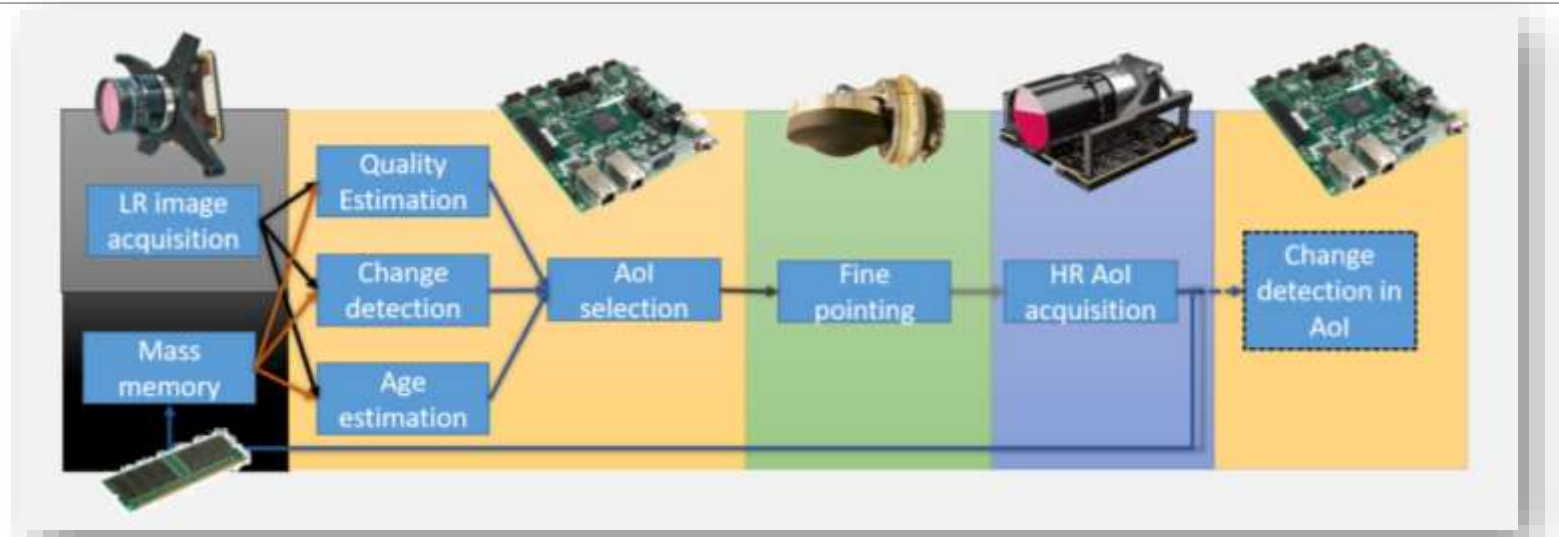 LR image
acquisition
Mass
memory
Quality
Estimation
Change
detection
Age
estimation
AoI
selection
Fine
pointing
HR AoI
acquisition
Change
detection in
AoI